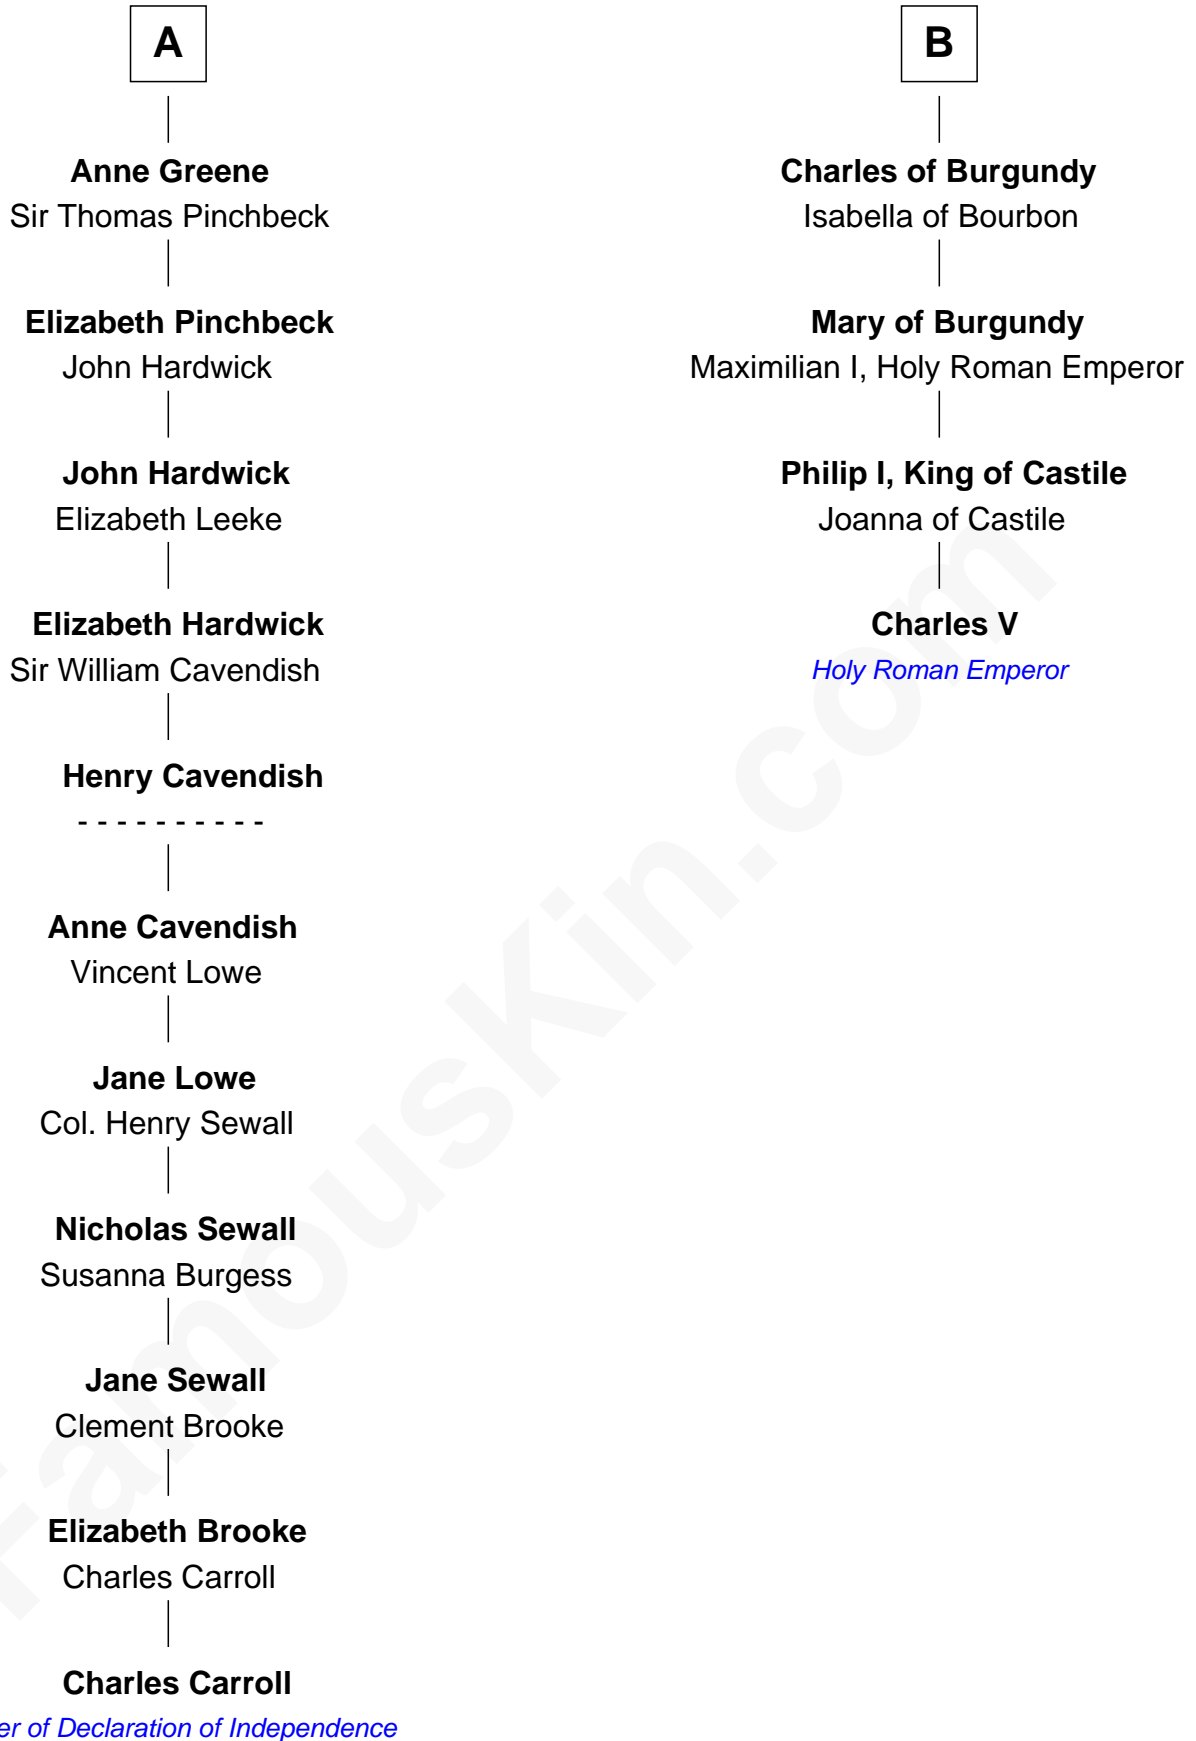 A
Anne Greene
Sir Thomas Pinchbeck
Elizabeth Pinchbeck
John Hardwick
John Hardwick
Elizabeth Leeke
Elizabeth Hardwick
Sir William Cavendish
Henry Cavendish
- - - - - - - - - -
Anne Cavendish
Vincent Lowe
Jane Lowe
Col. Henry Sewall
Nicholas Sewall
Susanna Burgess
Jane Sewall
Clement Brooke
Elizabeth Brooke
Charles Carroll
Charles Carroll
er of Declaration of Independence
B
Charles of Burgundy
Isabella of Bourbon
Mary of Burgundy
Maximilian I, Holy Roman Emperor
Philip I, King of Castile
Joanna of Castile
Charles V
Holy Roman Emperor
FamousKin.com